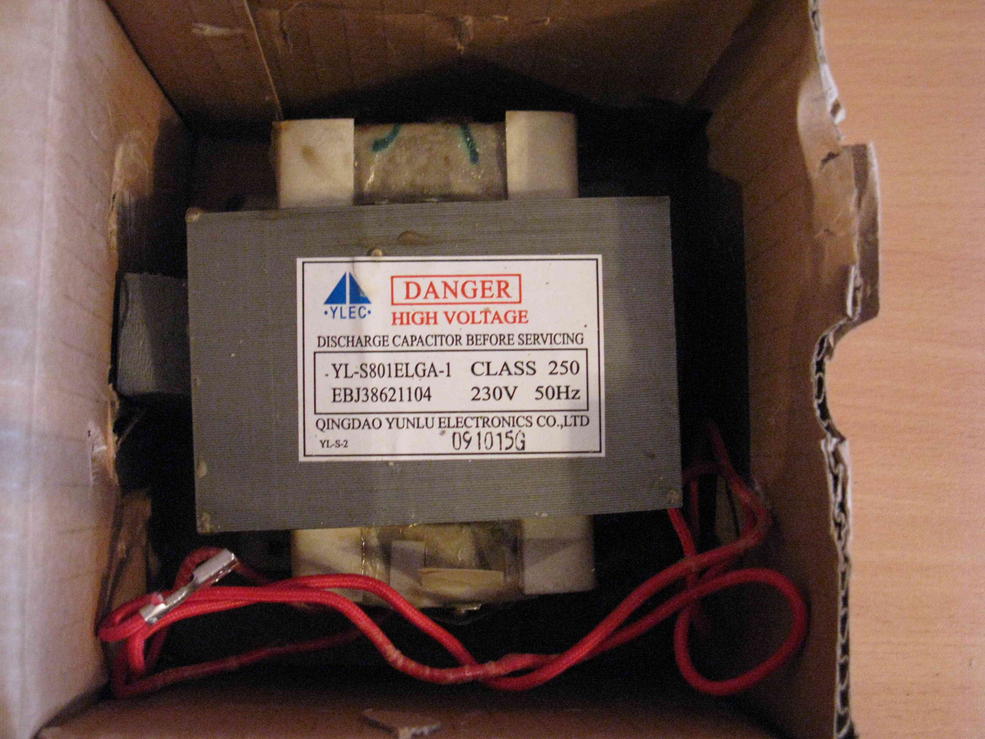 ·YLEC·
DANGER
HIGH VOLTAGE
DISCHARGE CAPACITOR BEFORE SERVICING
YL-S801ELGA-1 CLASS 250
EBJ38621104 230V 50Hz
QINGDAO YUNLU ELECTRONICS CO.,LTD
YL-S-2 091015G